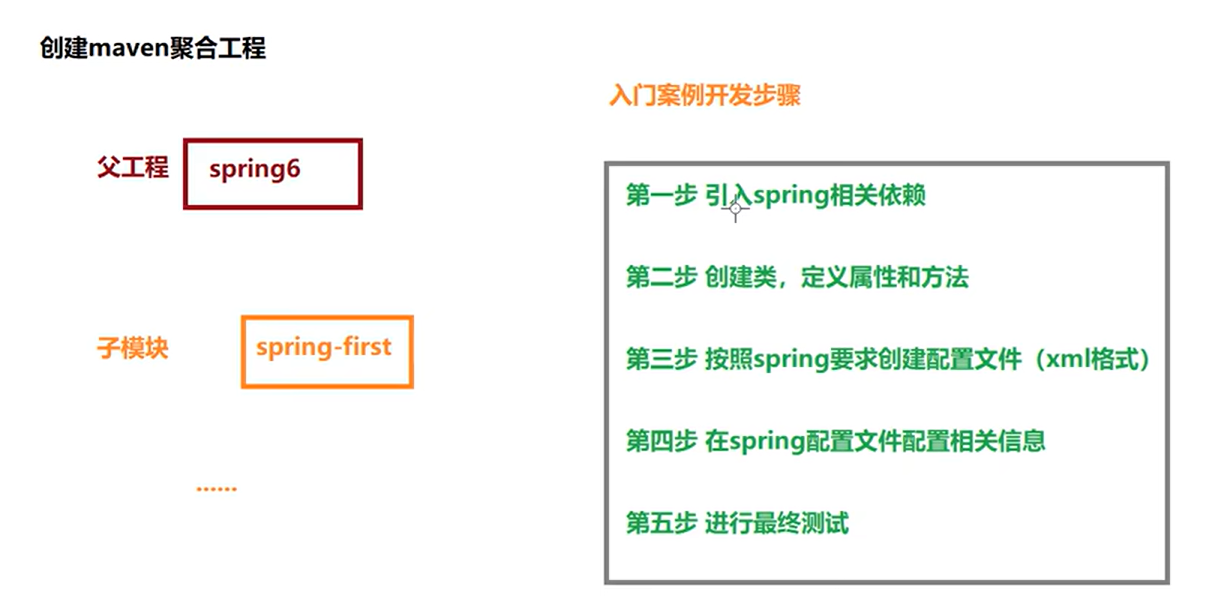 创建maven聚合工程
父工程 spring6
子模块 spring-first
......
入门案例开发步骤
第一步 引入spring相关依赖
第二步 创建类，定义属性和方法
第三步 按照spring要求创建配置文件（xml格式）
第四步 在spring配置文件配置相关信息
第五步 进行最终测试